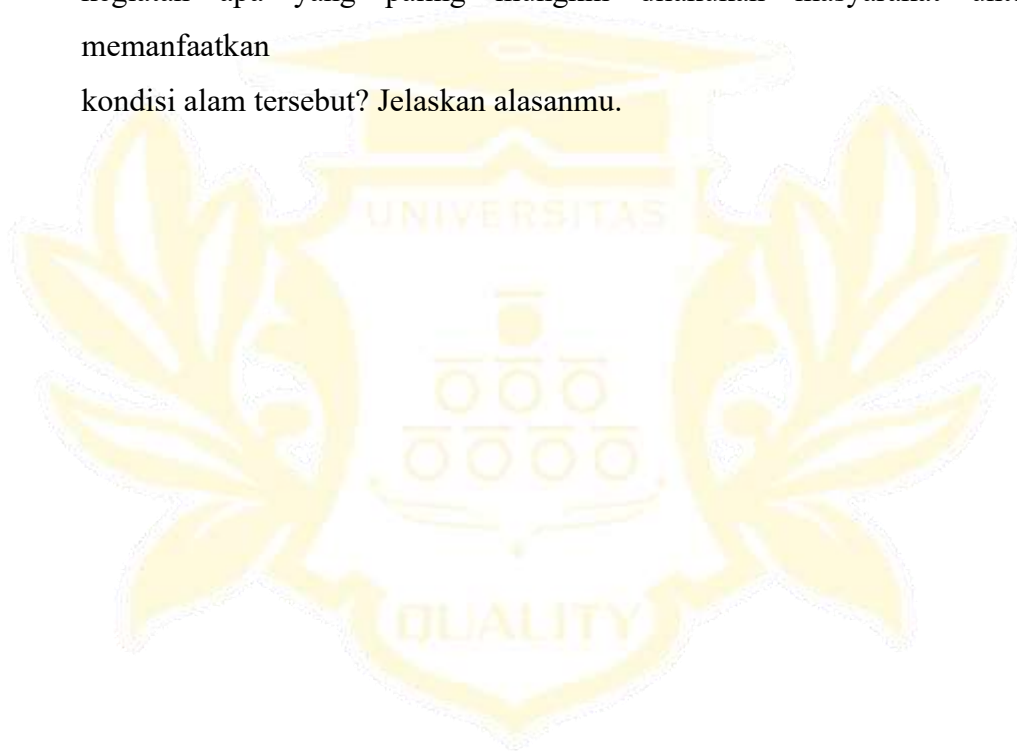 memanfaatkan
kondisi alam tersebut? Jelaskan alasanmu.
UNIVERSITAS
QUALITY